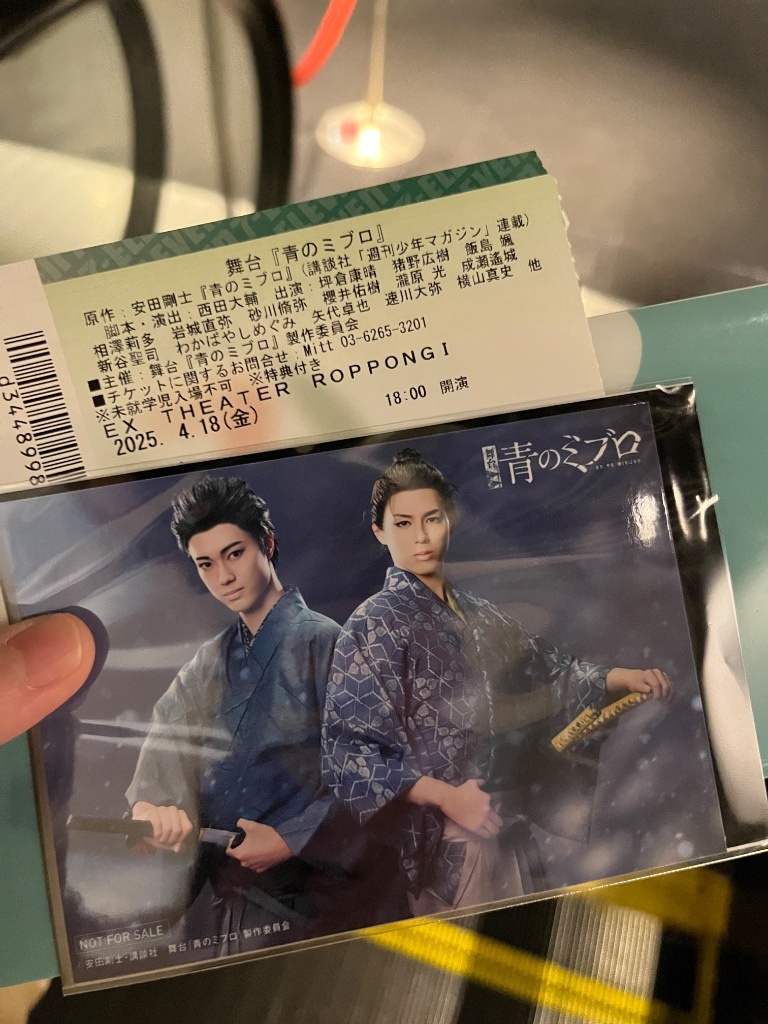 舞台『青のミブロ』
原作:安田剛士『青のミブロ』(講談社「週刊少年マガジン」連載)
脚本・演出:西田大輔 出演:坪倉康晴 猪野広樹 飯島颯
相澤莉多 岩城直弥 砂川脩弥 櫻井佑樹 瀧原光 成瀬遙城
新谷聖司 わかばやしめぐみ 矢代卓也 速川大弥 横山真史 他
■主催:舞台『青のミブロ』製作委員会
■チケットに関するお問合せ:Mitt 03-6265-3201
※未就学児入場不可 ※特典付き
EX THEATER ROPPONGI
2025. 4.18(金) 18:00 開演
d3448998
舞台 青のミブロ
AO NO MIBURO
NOT FOR SALE
安田剛士・講談社 舞台『青のミブロ』製作委員会